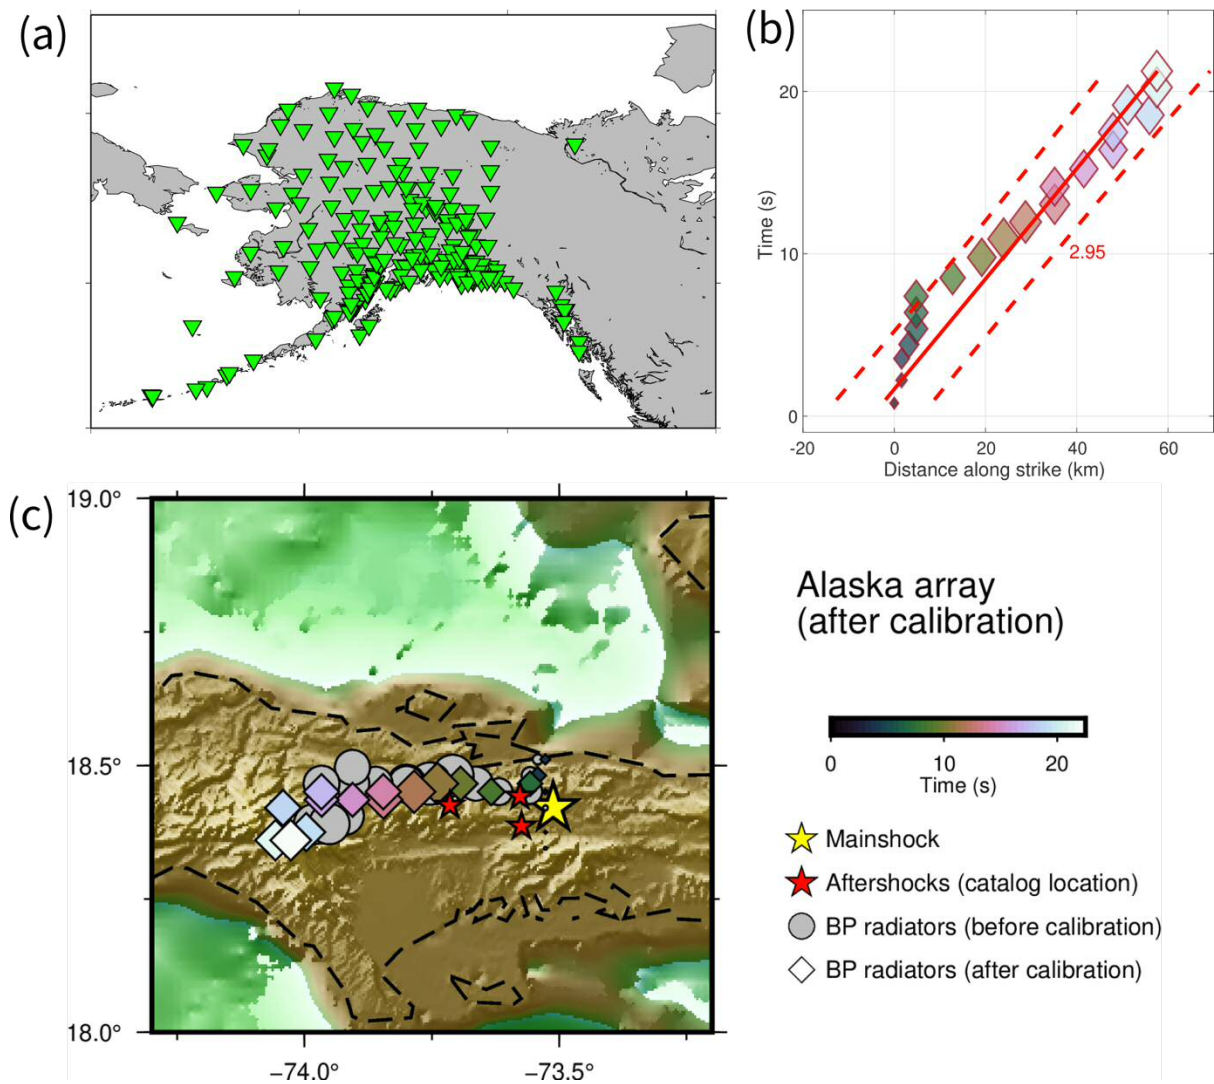 (a)
(b)
20
10
0
Time (s)
2.95
-20
0
20
40
60
Distance along strike (km)
(c)
19.0°
18.5°
18.0°
-74.0°
-73.5°
Alaska array
(after calibration)
0
10
20
Time (s)
Mainshock
Aftershocks (catalog location)
BP radiators (before calibration)
BP radiators (after calibration)